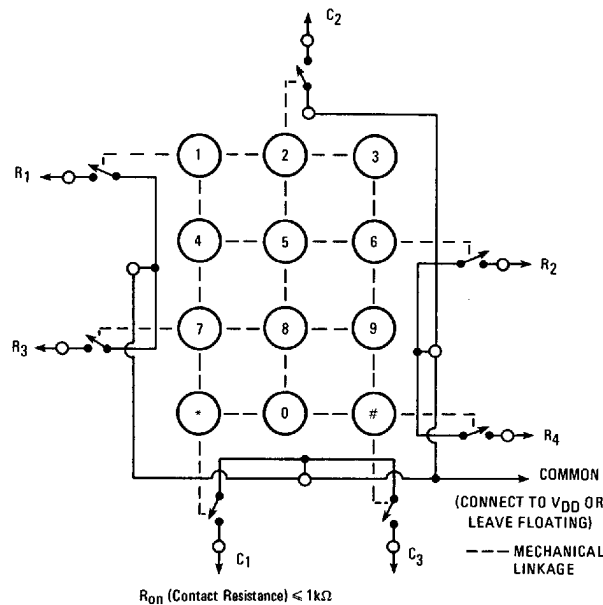 C2
1 2 3
R1
4 5 6
R2
7 8 9
R3
* 0 #
R4
COMMON
(CONNECT TO VDD OR
LEAVE FLOATING)
C1 C3
--- MECHANICAL
LINKAGE
Ron (Contact Resistance) ⩽ 1kΩ